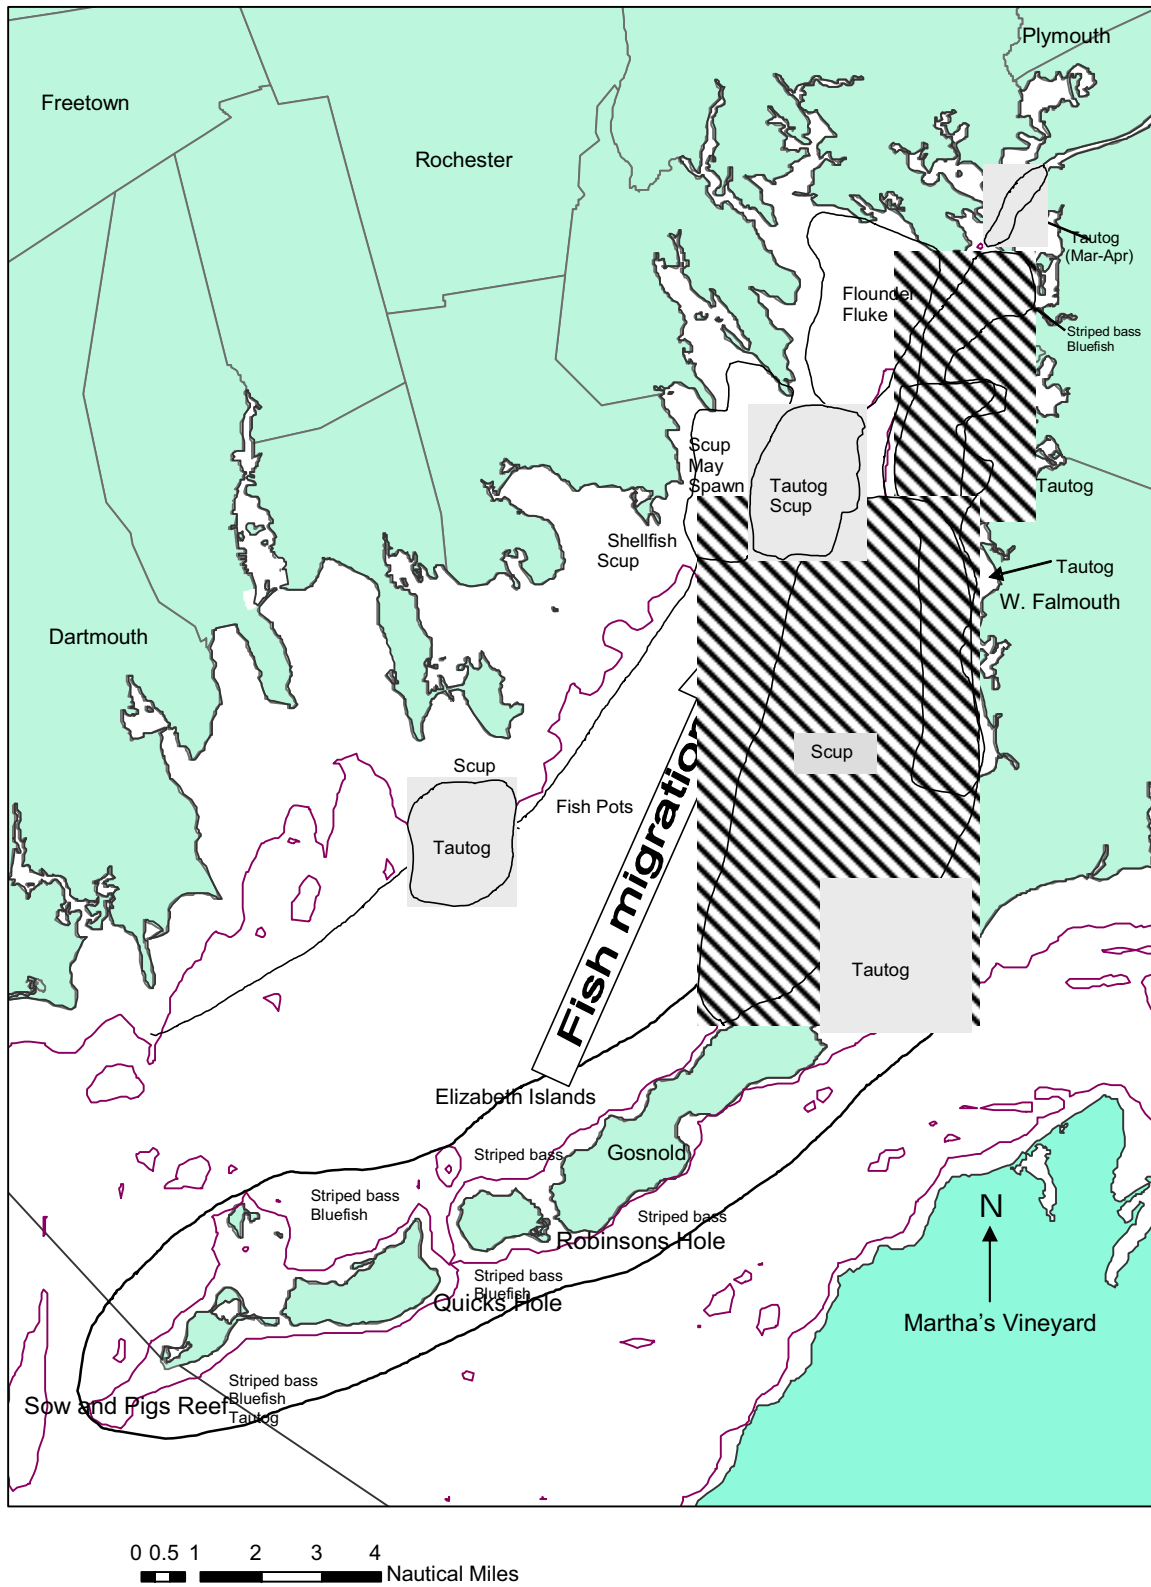 Plymouth
Freetown
Rochester
Tautog
(Mar-Apr)
Flounder
Fluke
Striped bass
Bluefish
Scup
May
Spawn
Tautog
Scup
Tautog
Shellfish
Scup
Tautog
W. Falmouth
Dartmouth
Scup
Scup
Fish Pots
Tautog
Fish migration
Tautog
Elizabeth Islands
Striped bass
Gosnold
Striped bass
Bluefish
Striped bass
Robinsons Hole
Striped bass
Bluefish
Quicks Hole
N
Martha's Vineyard
Striped bass
Bluefish
Tautog
Sow and Pigs Reef
0 0.5 1 2 3 4
Nautical Miles